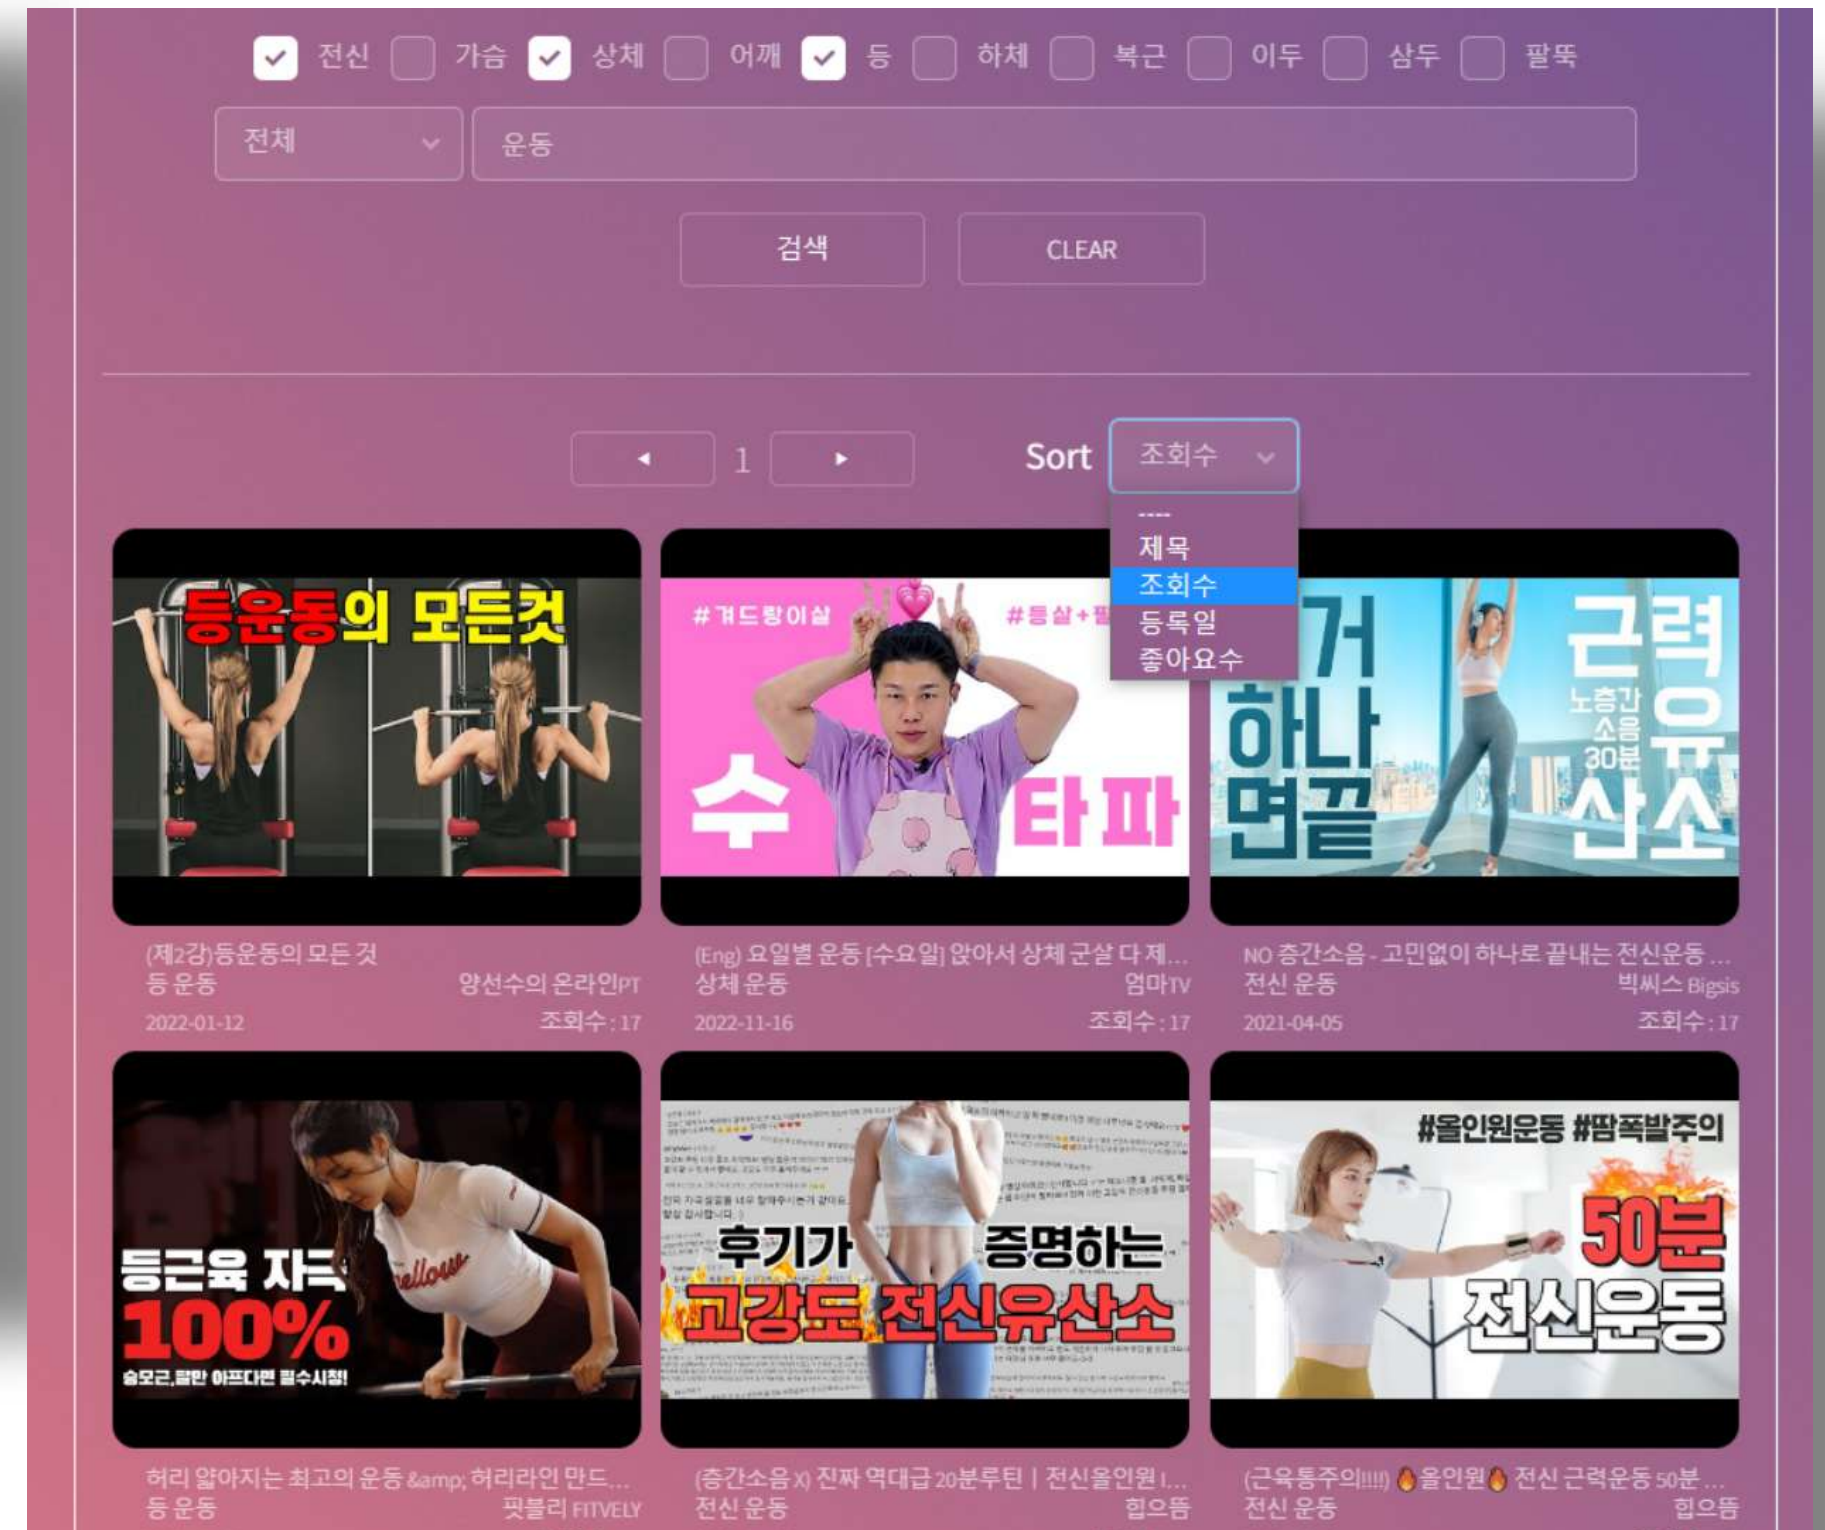 전신 가슴 상체 어깨 등 하체 복근 이두 삼두 팔뚝
전체 운동
검색 CLEAR
1 Sort 조회수
----
제목
조회수
등록일
좋아요수
등운동의 모든것
#겨드랑이살 #등살+
수 타파
거
하나
면끝
근력
유
산소
노층간
소음
30분
(제2강)등운동의 모든 것
등 운동 양선수의 온라인PT
2022-01-12 조회수 : 17
(Eng) 요일별 운동 [수요일] 앉아서 상체 군살 다 제...
상체 운동 엄마TV
2022-11-16 조회수 : 17
NO 층간소음 - 고민없이 하나로 끝내는 전신운동 ...
전신 운동 빅씨스 Bigsis
2021-04-05 조회수 : 17
등근육 자극
100%
승모근,팔만 아프다면 필수시청!
mellow.
후기가 증명하는
고강도 전신유산소
#올인원운동 #땀폭발주의
50분
전신운동
허리 얇아지는 최고의 운동 &amp; 허리라인 만드...
등 운동 핏블리 FITVELY
(층간소음 X) 진짜 역대급 20분루틴 | 전신올인원 I...
전신 운동 힙으뜸
(근육통주의!!!!) 🔥올인원🔥 전신 근력운동 50분 ...
전신 운동 힙으뜸